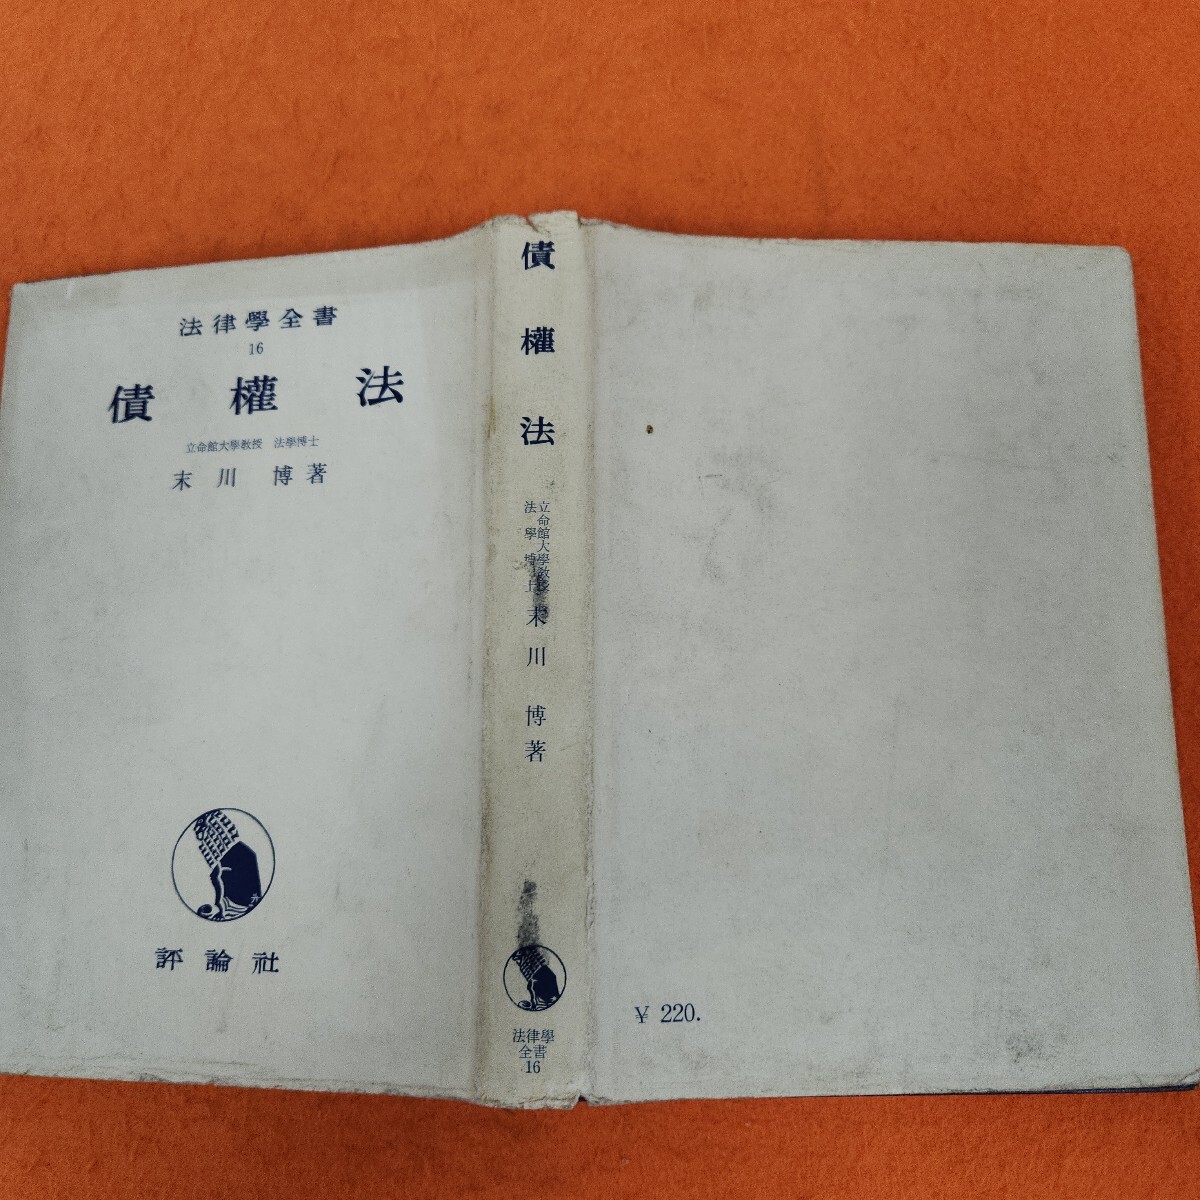 法律學全書
16
債權法
立命館大學教授 法學博士
末川 博著
評論社
債權法
立命館大學教授
法學博士
末川博著
法律學
全書
16
¥ 220.